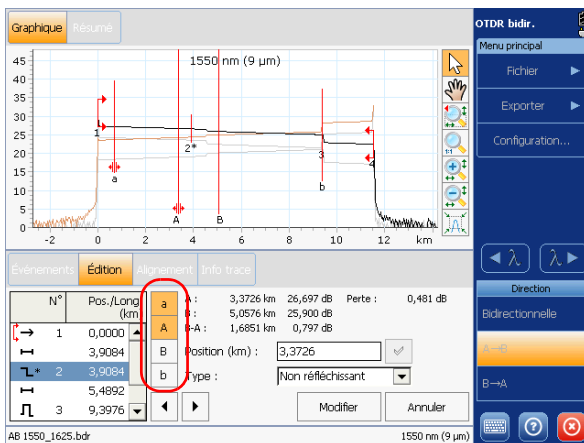 Graphique Résumé
OTDR bidir.
Menu principal
Fichier
Exporter
Configuration...
1550 nm (9 µm)
45
40
35
30
25
20
15
10
5
0
1
2*
3
4
a
A
B
b
-2 0 2 4 6 8 10 12 km
1:1
λ λ
Direction
Bidirectionnelle
A→B
B→A
Événements Édition Alignement Info trace
N° Pos./Long (km
1 0,0000
3,9084
* 2 3,9084
5,4892
3 9,3976
a
A
B
b
A : 3,3726 km 26,697 dB Perte : 0,481 dB
B : 5,0576 km 25,900 dB
B-A : 1,6851 km 0,797 dB
Position (km) : 3,3726
Type : Non réfléchissant
Modifier Annuler
AB 1550_1625.bdr 1550 nm (9 µm)